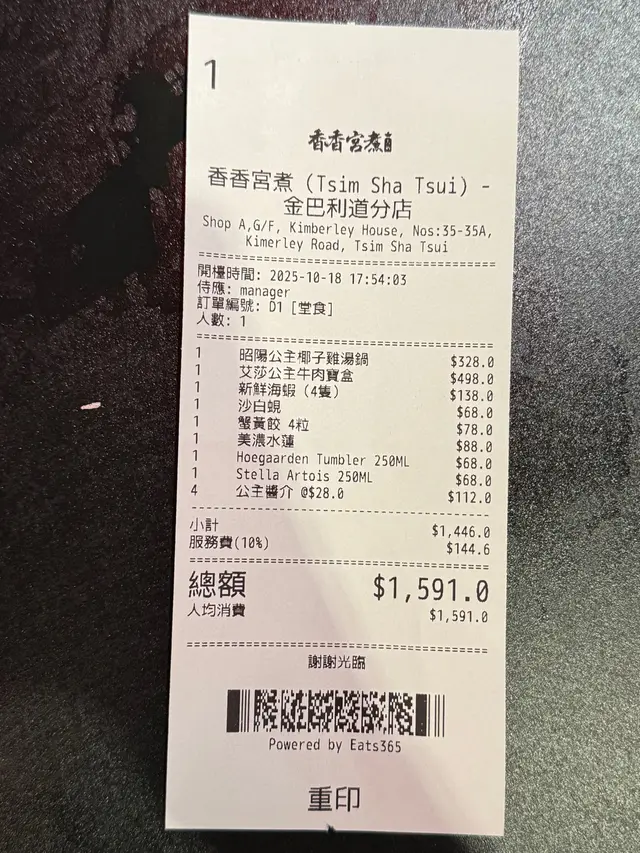 1
香香宮煮
香香宮煮 (Tsim Sha Tsui) -
金巴利道分店
Shop A,G/F, Kimberley House, Nos:35-35A,
Kimerley Road, Tsim Sha Tsui
開檯時間: 2025-10-18 17:54:03
侍應: manager
訂單編號: D1 [堂食]
人數: 1
1 昭陽公主椰子雞湯鍋 $328.0
1 艾莎公主牛肉寶盒 $498.0
1 新鮮海蝦 (4隻) $138.0
1 沙白蜆 $68.0
1 蟹黃餃 4粒 $78.0
1 美濃水蓮 $88.0
1 Hoegaarden Tumbler 250ML $68.0
1 Stella Artois 250ML $68.0
4 公主醬介 @$28.0 $112.0
小計 $1,446.0
服務費(10%) $144.6
總額 $1,591.0
人均消費 $1,591.0
謝謝光臨
Powered by Eats365
重印